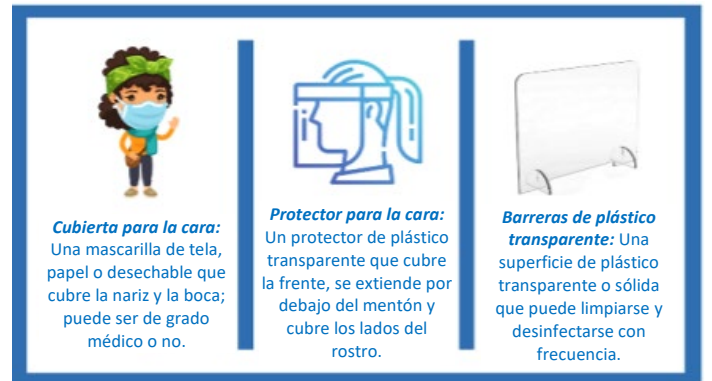 Cubierta para la cara:
Una mascarilla de tela,
papel o desechable que
cubre la nariz y la boca;
puede ser de grado
médico o no.
Protector para la cara:
Un protector de plástico
transparente que cubre
la frente, se extiende por
debajo del mentón y
cubre los lados del
rostro.
Barreras de plástico
transparente: Una
superficie de plástico
transparente o sólida
que puede limpiarse y
desinfectarse con
frecuencia.